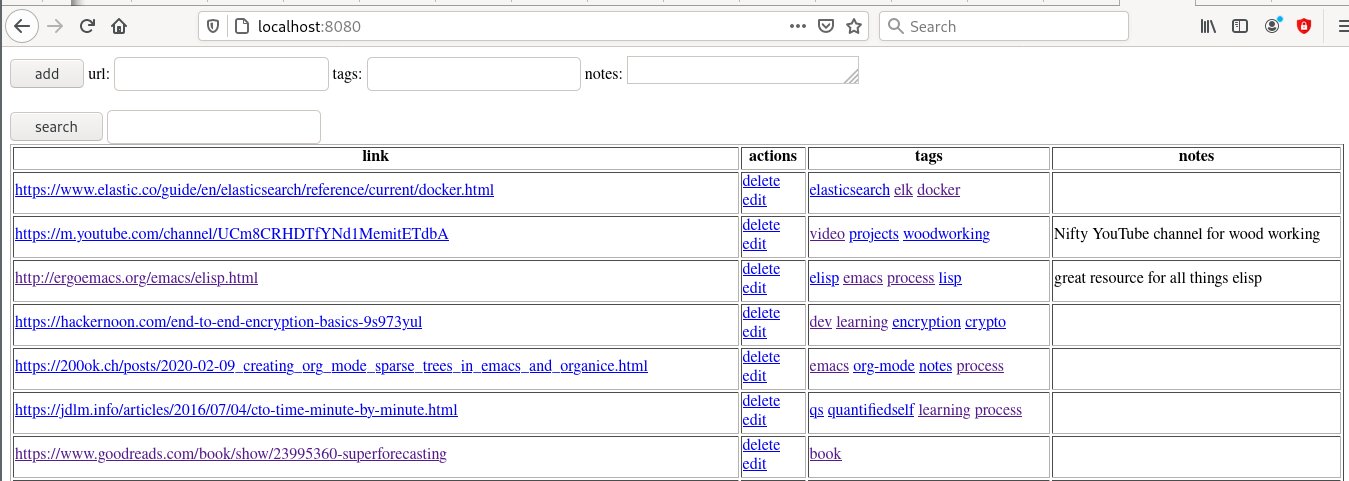 localhost:8080
Search
add url: tags: notes:
search
link actions tags notes
https://www.elastic.co/guide/en/elasticsearch/reference/current/docker.html delete edit elasticsearch elk docker
https://m.youtube.com/channel/UCm8CRHDTfYNd1MemitETdbA delete edit video projects woodworking Nifty YouTube channel for wood working
http://ergoemacs.org/emacs/elisp.html delete edit elisp emacs process lisp great resource for all things elisp
https://hackernoon.com/end-to-end-encryption-basics-9s973yul delete edit dev learning encryption crypto
https://200ok.ch/posts/2020-02-09_creating_org_mode_sparse_trees_in_emacs_and_organice.html delete edit emacs org-mode notes process
https://jdlm.info/articles/2016/07/04/cto-time-minute-by-minute.html delete edit qs quantifiedself learning process
https://www.goodreads.com/book/show/23995360-superforecasting delete edit book